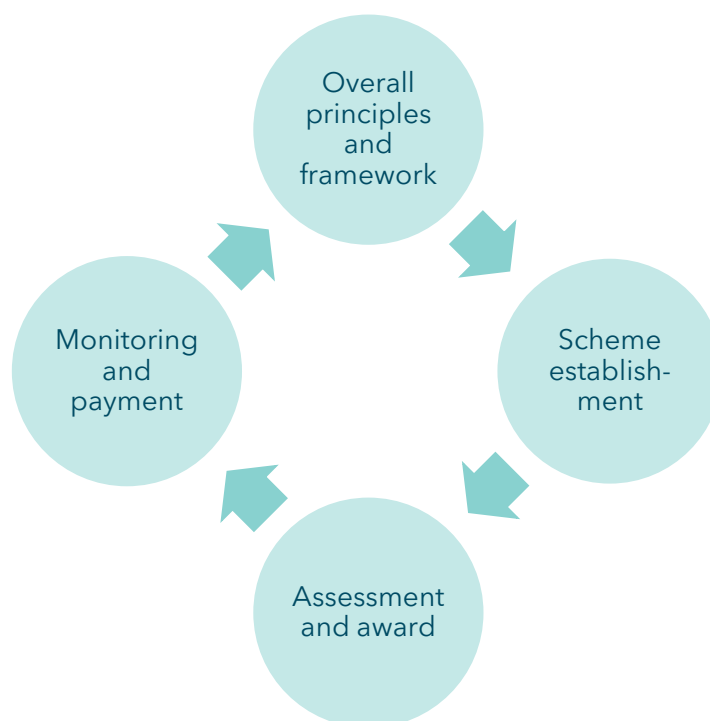 Overall
principles
and
framework
Scheme
establish-
ment
Assessment
and award
Monitoring
and
payment